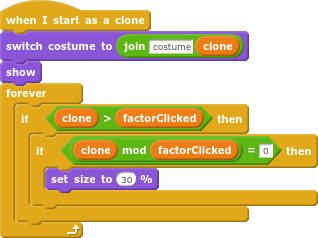 when I start as a clone
switch costume to join costume clone
show
forever
if clone > factorClicked then
if clone mod factorClicked = 0 then
set size to 30 %